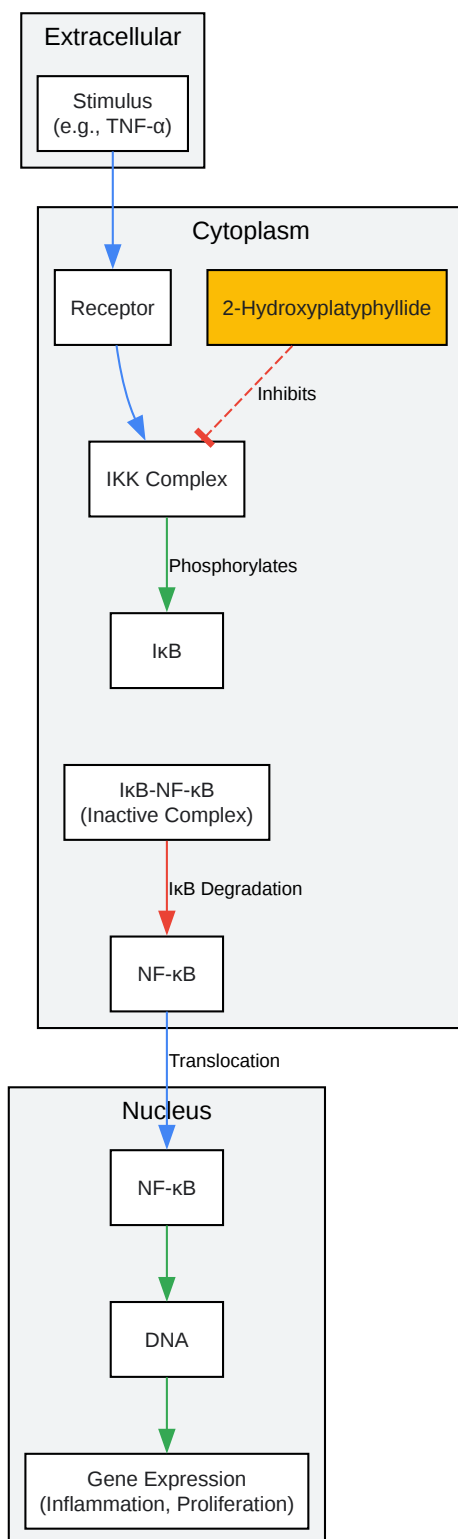 Extracellular
Stimulus
(e.g., TNF-α)
Cytoplasm
Receptor
2-Hydroxyplatyphyllide
Inhibits
IKK Complex
Phosphorylates
IκB
IκB-NF-κB
(Inactive Complex)
IκB Degradation
NF-κB
Translocation
Nucleus
NF-κB
DNA
Gene Expression
(Inflammation, Proliferation)